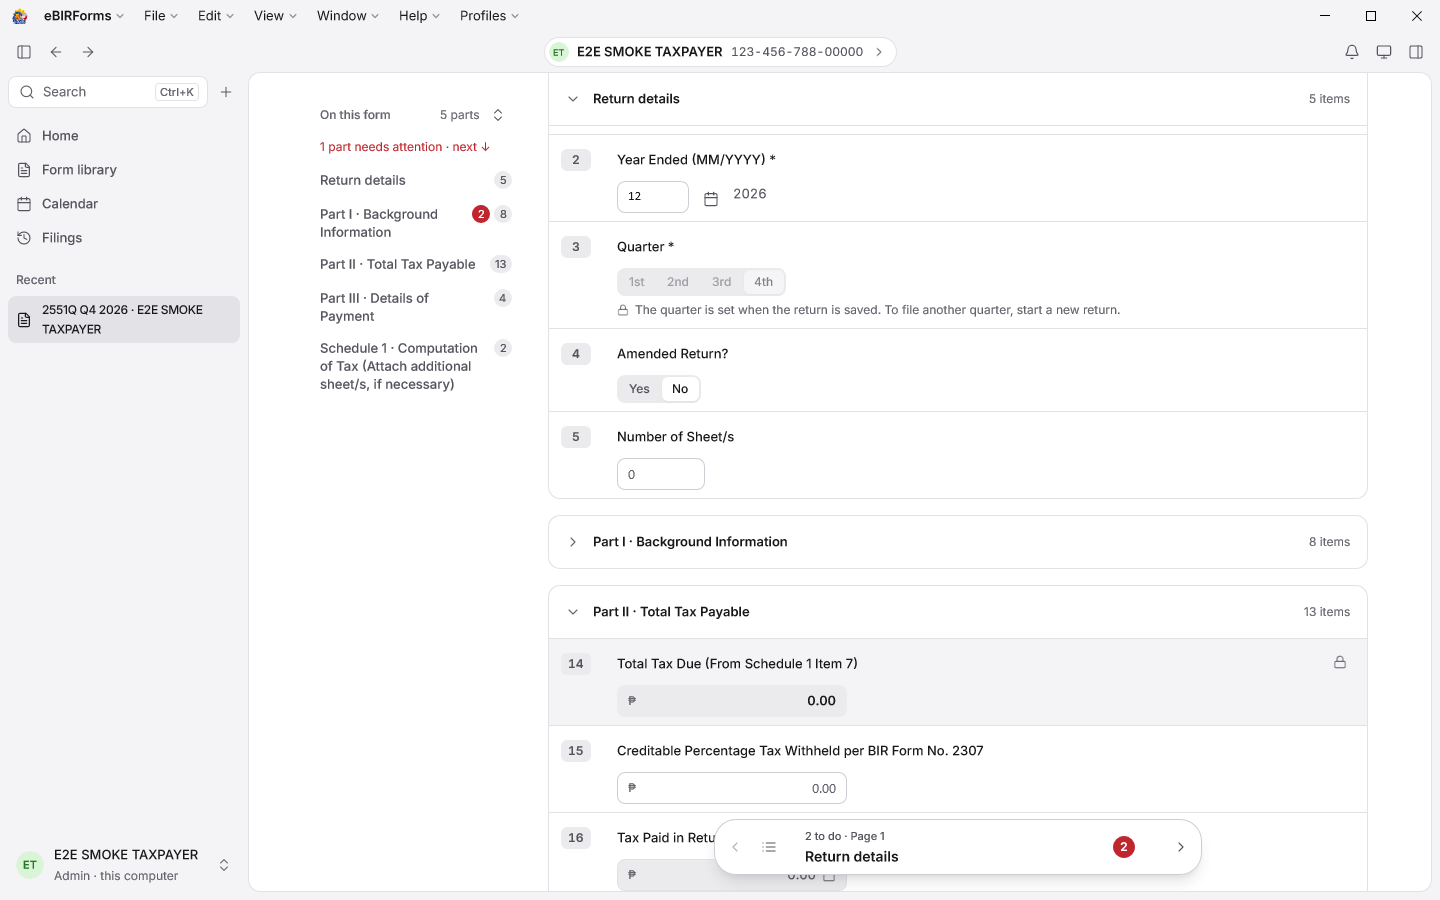 eBIRForms
File
Edit
View
Window
Help
Profiles
ET E2E SMOKE TAXPAYER 123-456-788-00000
Search Ctrl+K
Home
Form library
Calendar
Filings
Recent
2551Q Q4 2026 · E2E SMOKE
TAXPAYER
ET E2E SMOKE TAXPAYER
Admin · this computer
On this form 5 parts
1 part needs attention · next ↓
Return details 5
Part I · Background 2 8
Information
Part II · Total Tax Payable 13
Part III · Details of 4
Payment
Schedule 1 · Computation 2
of Tax (Attach additional
sheet/s, if necessary)
Return details 5 items
2 Year Ended (MM/YYYY) *
12 2026
3 Quarter *
1st 2nd 3rd 4th
The quarter is set when the return is saved. To file another quarter, start a new return.
4 Amended Return?
Yes No
5 Number of Sheet/s
0
Part I · Background Information 8 items
Part II · Total Tax Payable 13 items
14 Total Tax Due (From Schedule 1 Item 7)
₱ 0.00
15 Creditable Percentage Tax Withheld per BIR Form No. 2307
₱ 0.00
16 Tax Paid in Retu
₱ 0.00
2 to do · Page 1
Return details 2